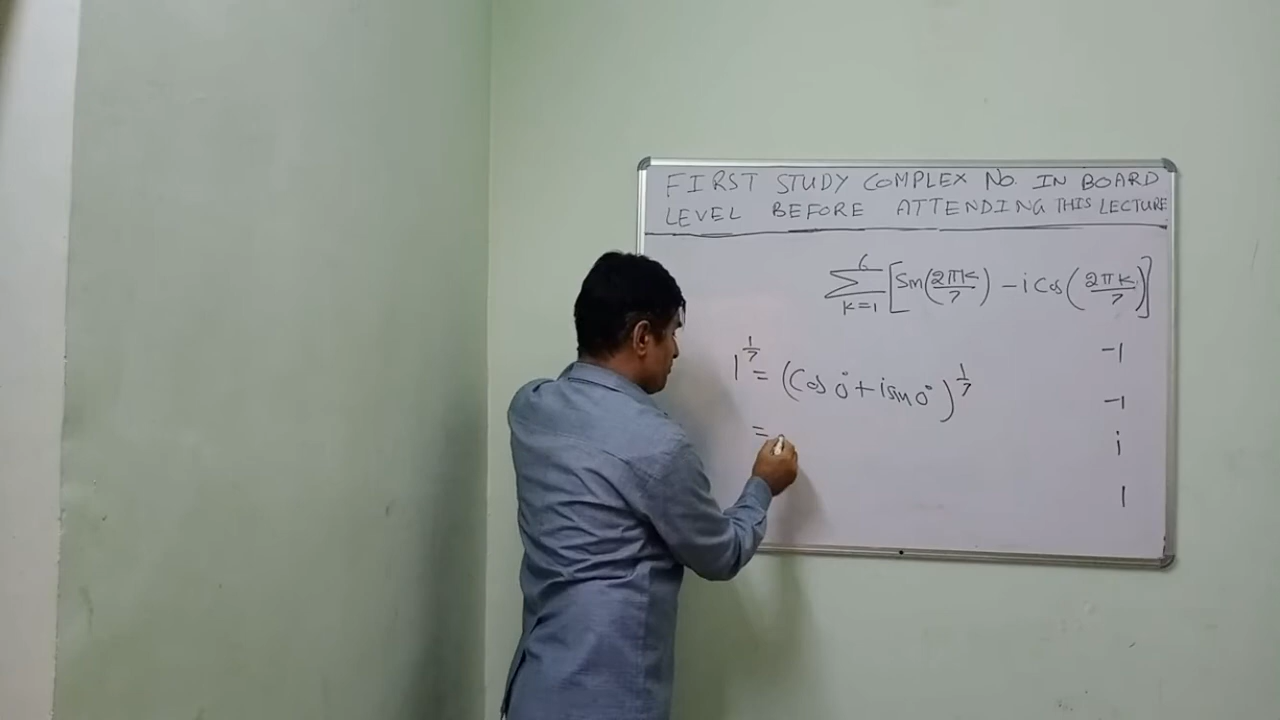 FIRST STUDY COMPLEX NO. IN BOARD
LEVEL BEFORE ATTENDING THIS LECTURE
6
∑ [Sin(2πk/7) - i Cos(2πk/7)]
k=1
1^(1/7) = (Cos 0° + i sin 0°)^(1/7)
=
-1
-1
i
1